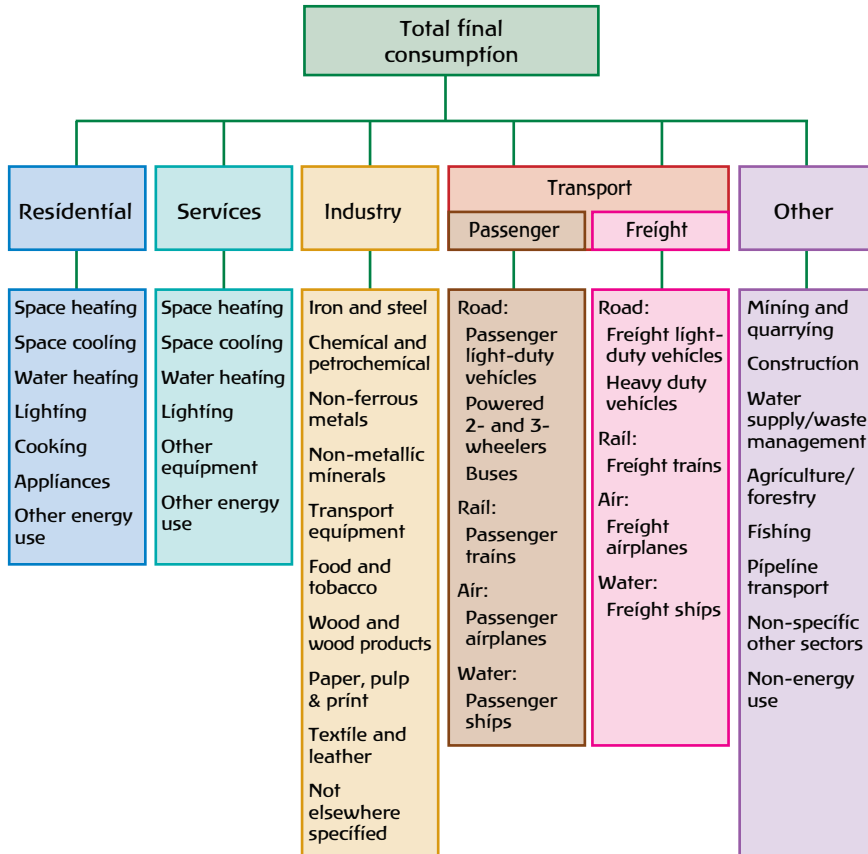 Total final
consumption
Residential
Services
Industry
Transport
Passenger
Freight
Other
Space heating
Space cooling
Water heating
Lighting
Cooking
Appliances
Other energy
use
Space heating
Space cooling
Water heating
Lighting
Other
equipment
Other energy
use
Iron and steel
Chemical and
petrochemical
Non-ferrous
metals
Non-metallic
minerals
Transport
equipment
Food and
tobacco
Wood and
wood products
Paper, pulp
& print
Textile and
leather
Not
elsewhere
specified
Road:
Passenger
light-duty
vehicles
Powered
2- and 3-
wheelers
Buses
Rail:
Passenger
trains
Air:
Passenger
airplanes
Water:
Passenger
ships
Road:
Freight light-
duty vehicles
Heavy duty
vehicles
Rail:
Freight trains
Air:
Freight
airplanes
Water:
Freight ships
Mining and
quarrying
Construction
Water
supply/waste
management
Agriculture/
forestry
Fishing
Pipeline
transport
Non-specific
other sectors
Non-energy
use